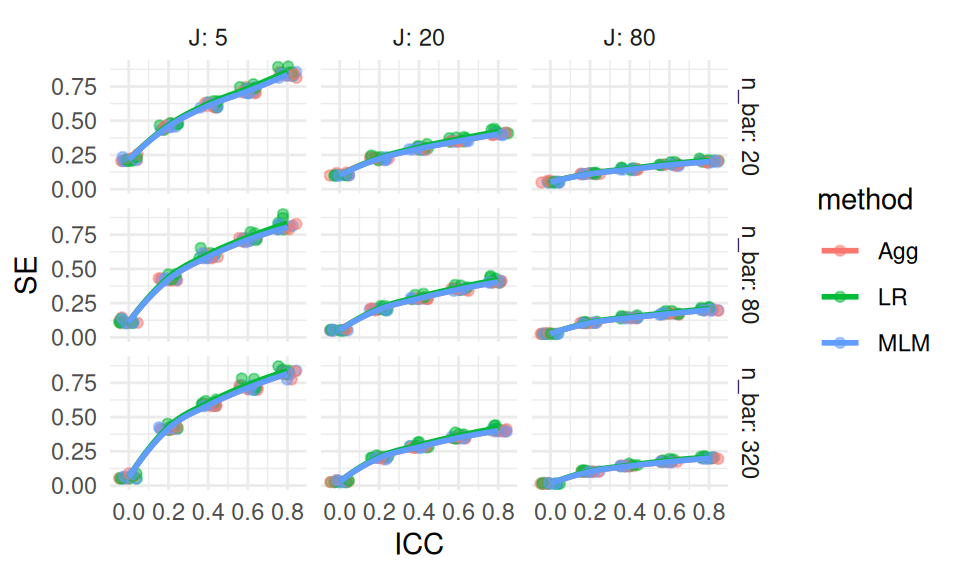 J: 5 J: 20 J: 80
0.75
0.50
0.25
0.00
n_bar: 20
0.75
0.50
0.25
0.00
n_bar: 80
0.75
0.50
0.25
0.00
n_bar: 320
SE
0.0 0.2 0.4 0.6 0.8 0.0 0.2 0.4 0.6 0.8 0.0 0.2 0.4 0.6 0.8
ICC
method
Agg
LR
MLM